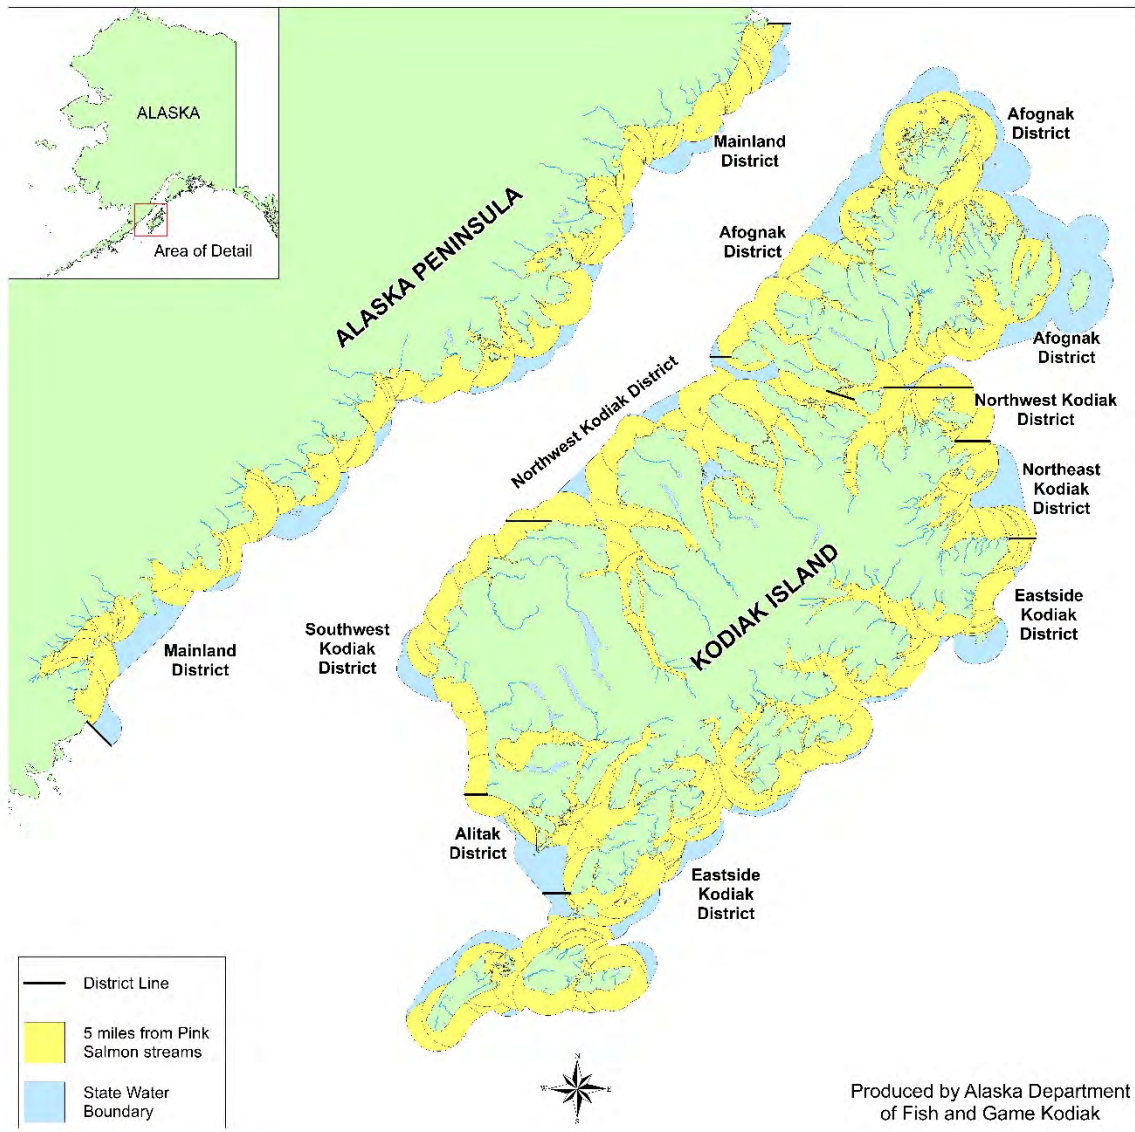 ALASKA
Area of Detail
Mainland
District
Afognak
District
ALASKA PENINSULA
Afognak
District
Afognak
District
Northwest Kodiak District
Northwest Kodiak
District
Northeast
Kodiak
District
KODIAK ISLAND
Eastside
Kodiak
District
Southwest
Kodiak
District
Mainland
District
Alitak
District
Eastside
Kodiak
District
District Line
5 miles from Pink
Salmon streams
State Water
Boundary
N
W
E
S
Produced by Alaska Department
of Fish and Game Kodiak